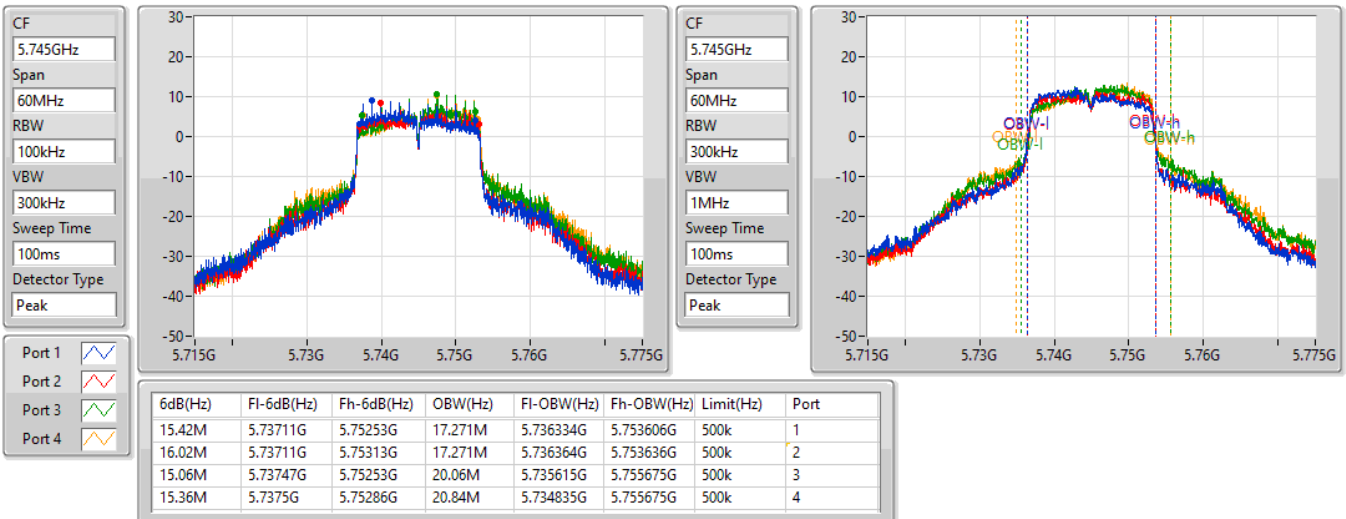 CF
5.745GHz
Span
60MHz
RBW
100kHz
VBW
300kHz
Sweep Time
100ms
Detector Type
Peak
30
20
10
0
-10
-20
-30
-40
-50
5.715G 5.73G 5.74G 5.75G 5.76G 5.775G
CF
5.745GHz
Span
60MHz
RBW
300kHz
VBW
1MHz
Sweep Time
100ms
Detector Type
Peak
30
20
10
0
-10
-20
-30
-40
-50
OBW-l OBW-h
OBW-l OBW-h
5.715G 5.73G 5.74G 5.75G 5.76G 5.775G
Port 1
Port 2
Port 3
Port 4
6dB(Hz) Fl-6dB(Hz) Fh-6dB(Hz) OBW(Hz) Fl-OBW(Hz) Fh-OBW(Hz) Limit(Hz) Port
15.42M 5.73711G 5.75253G 17.271M 5.736334G 5.753606G 500k 1
16.02M 5.73711G 5.75313G 17.271M 5.736364G 5.753636G 500k 2
15.06M 5.73747G 5.75253G 20.06M 5.735615G 5.755675G 500k 3
15.36M 5.7375G 5.75286G 20.84M 5.734835G 5.755675G 500k 4